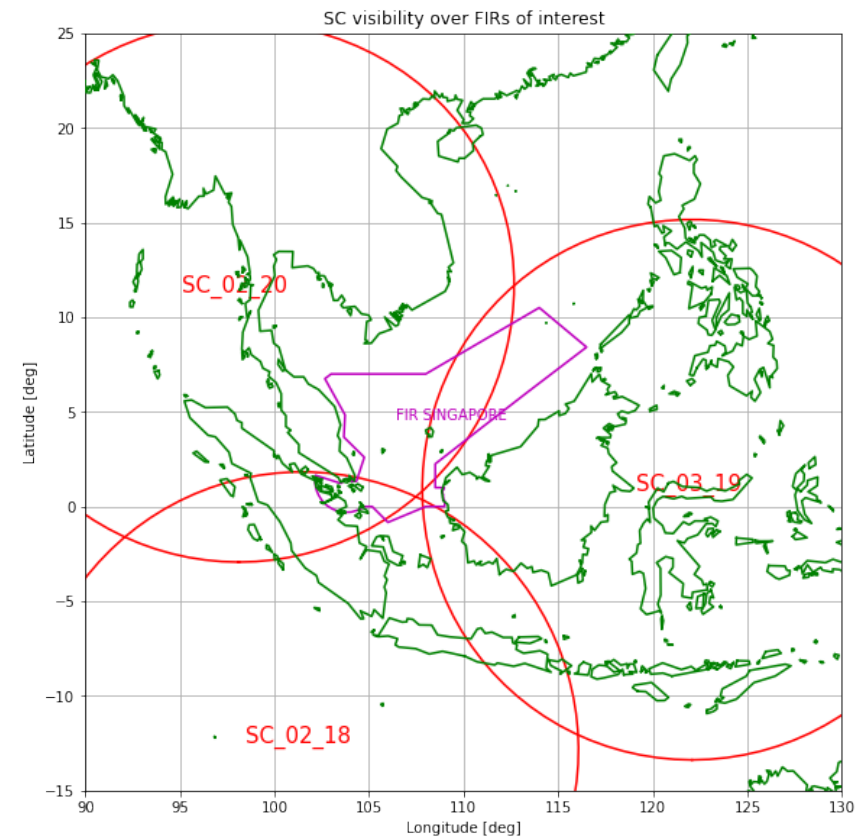 SC visibility over FIRs of interest
25
20
15
10
5
0
−5
−10
−15
Latitude [deg]
SC_02_20
FIR SINGAPORE
SC_03_19
SC_02_18
90
95
100
105
110
115
120
125
130
Longitude [deg]